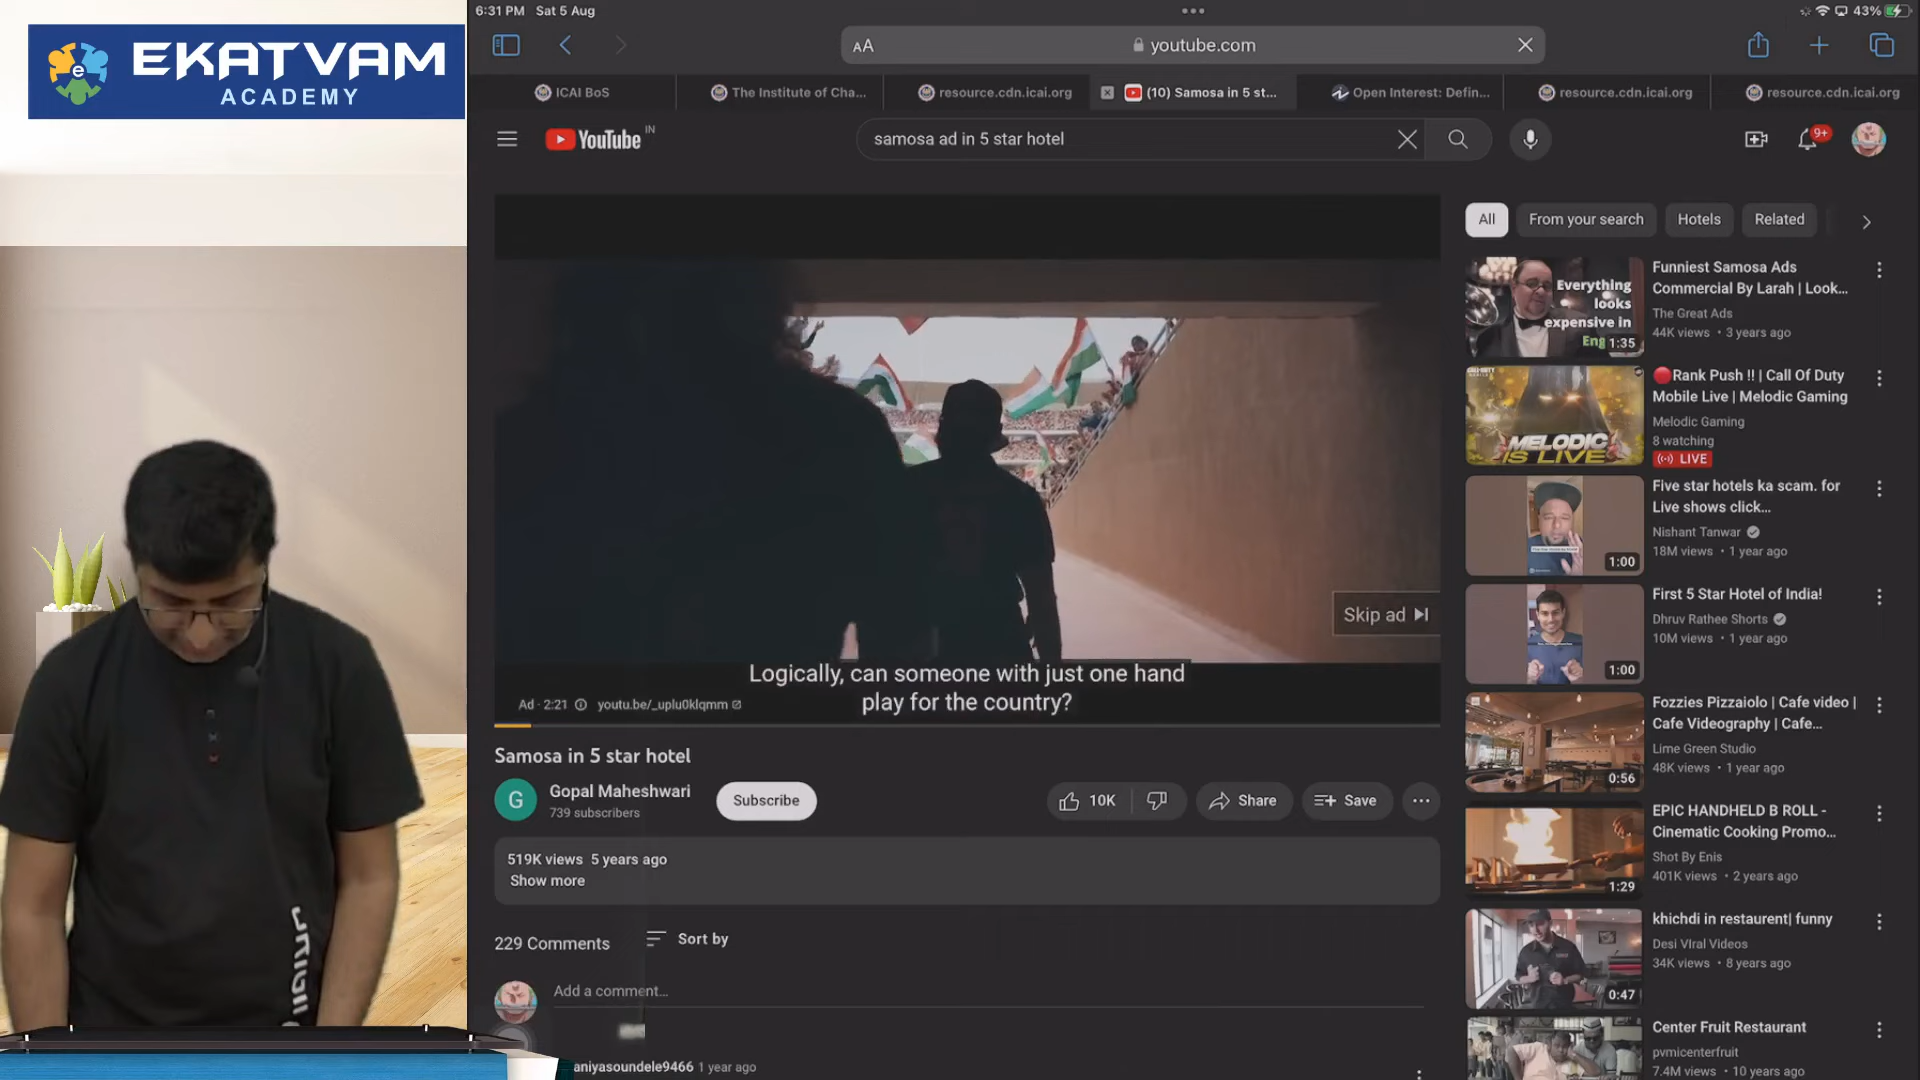 6:31 PM Sat 5 Aug
43%
EKATVAM
ACADEMY
AA
youtube.com
ICAI BoS
The Institute of Cha...
resource.cdn.icai.org
(10) Samosa in 5 st...
Open Interest: Defin...
resource.cdn.icai.org
resource.cdn.icai.org
YouTube IN
samosa ad in 5 star hotel
9+
All
From your search
Hotels
Related
Everything
looks
expensive in
Eng
1:35
Funniest Samosa Ads
Commercial By Larah | Look...
The Great Ads
44K views • 3 years ago
MELODIC
IS LIVE
🔴Rank Push !! | Call Of Duty
Mobile Live | Melodic Gaming
Melodic Gaming
8 watching
LIVE
1:00
Five star hotels ka scam. for
Live shows click...
Nishant Tanwar
18M views • 1 year ago
1:00
First 5 Star Hotel of India!
Dhruv Rathee Shorts
10M views • 1 year ago
0:56
Fozzies Pizzaiolo | Cafe video |
Cafe Videography | Cafe...
Lime Green Studio
48K views • 1 year ago
1:29
EPIC HANDHELD B ROLL -
Cinematic Cooking Promo...
Shot By Enis
401K views • 2 years ago
0:47
khichdi in restaurent| funny
Desi VIral Videos
34K views • 8 years ago
Center Fruit Restaurant
pvmicenterfruit
7.4M views • 10 years ago
Skip ad
Logically, can someone with just one hand
play for the country?
Ad · 2:21
youtu.be/_uplu0klqmm
Samosa in 5 star hotel
G
Gopal Maheshwari
739 subscribers
Subscribe
10K
Share
Save
519K views 5 years ago
Show more
229 Comments
Sort by
Add a comment...
aniyasoundele9466 1 year ago